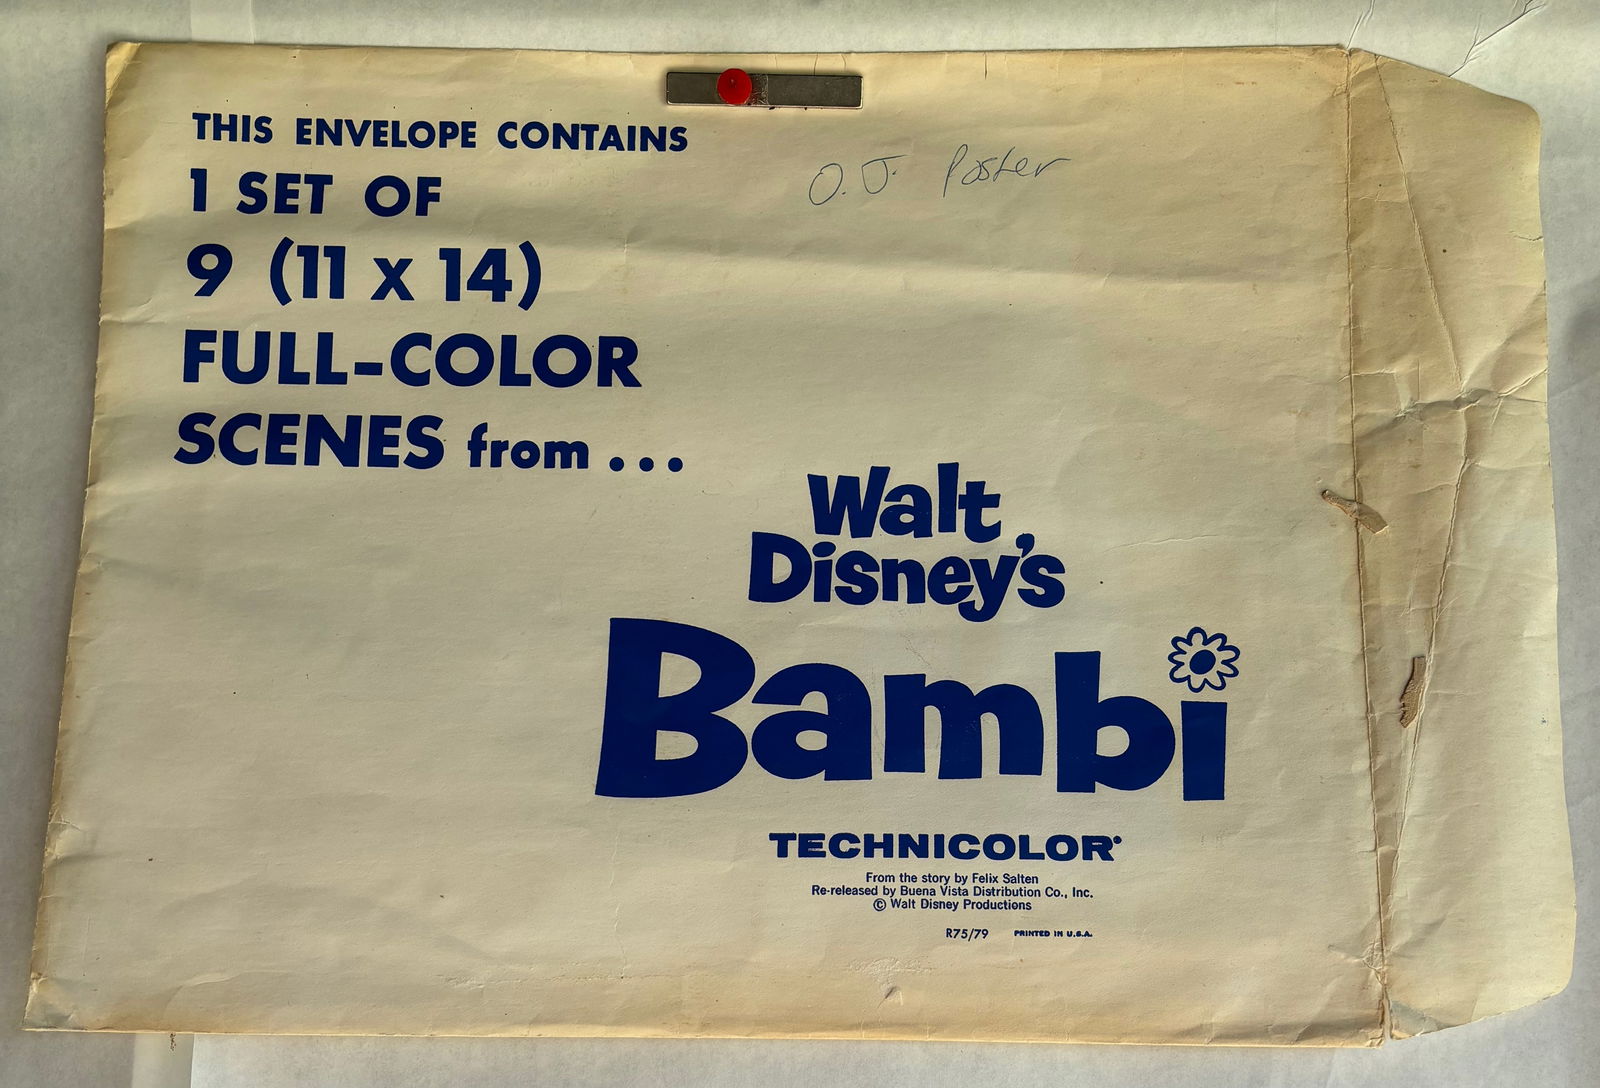 THIS ENVELOPE CONTAINS
1 SET OF
9 (11 x 14)
FULL-COLOR
SCENES from ...
O.J. Poster
Walt
Disney's
Bambi
TECHNICOLOR®
From the story by Felix Salten
Re-released by Buena Vista Distribution Co., Inc.
© Walt Disney Productions
R75/79 PRINTED IN U.S.A.